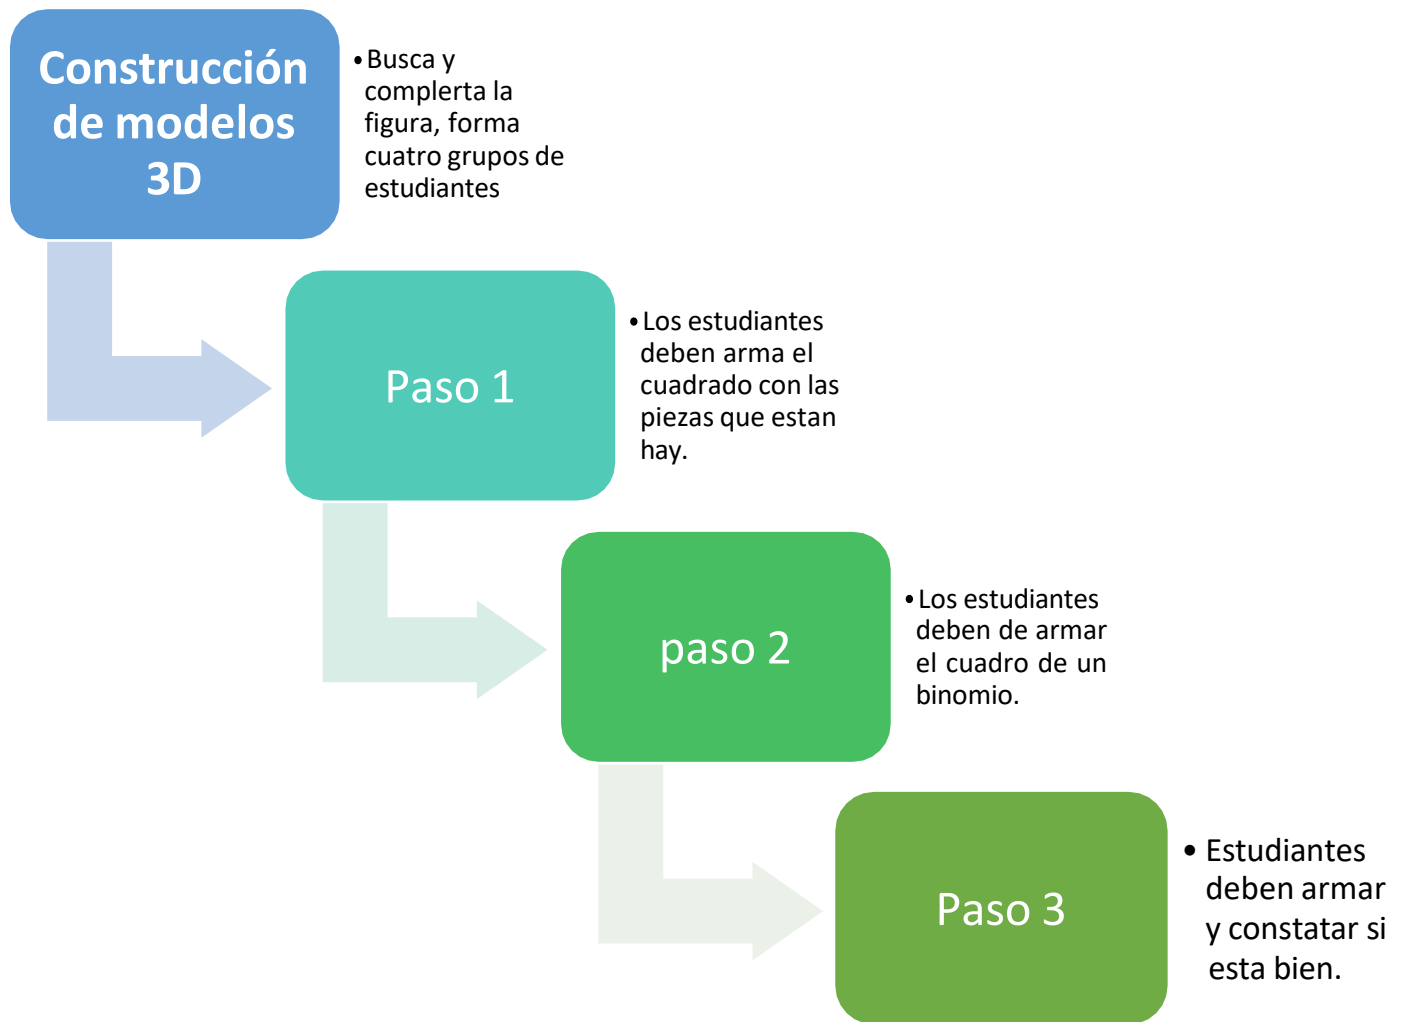 Construcción
de modelos
3D
•Busca y
complerta la
figura, forma
cuatro grupos de
estudiantes
Paso 1
•Los estudiantes
deben arma el
cuadrado con las
piezas que estan
hay.
paso 2
•Los estudiantes
deben de armar
el cuadro de un
binomio.
Paso 3
• Estudiantes
deben armar
y constatar si
esta bien.